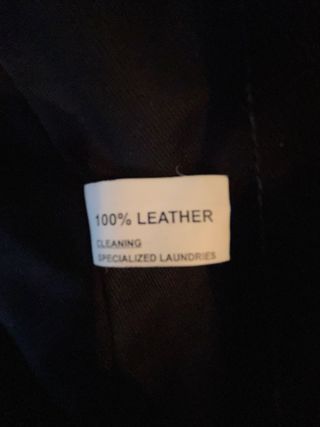 100% LEATHER
CLEANING
SPECIALIZED LAUNDRIES